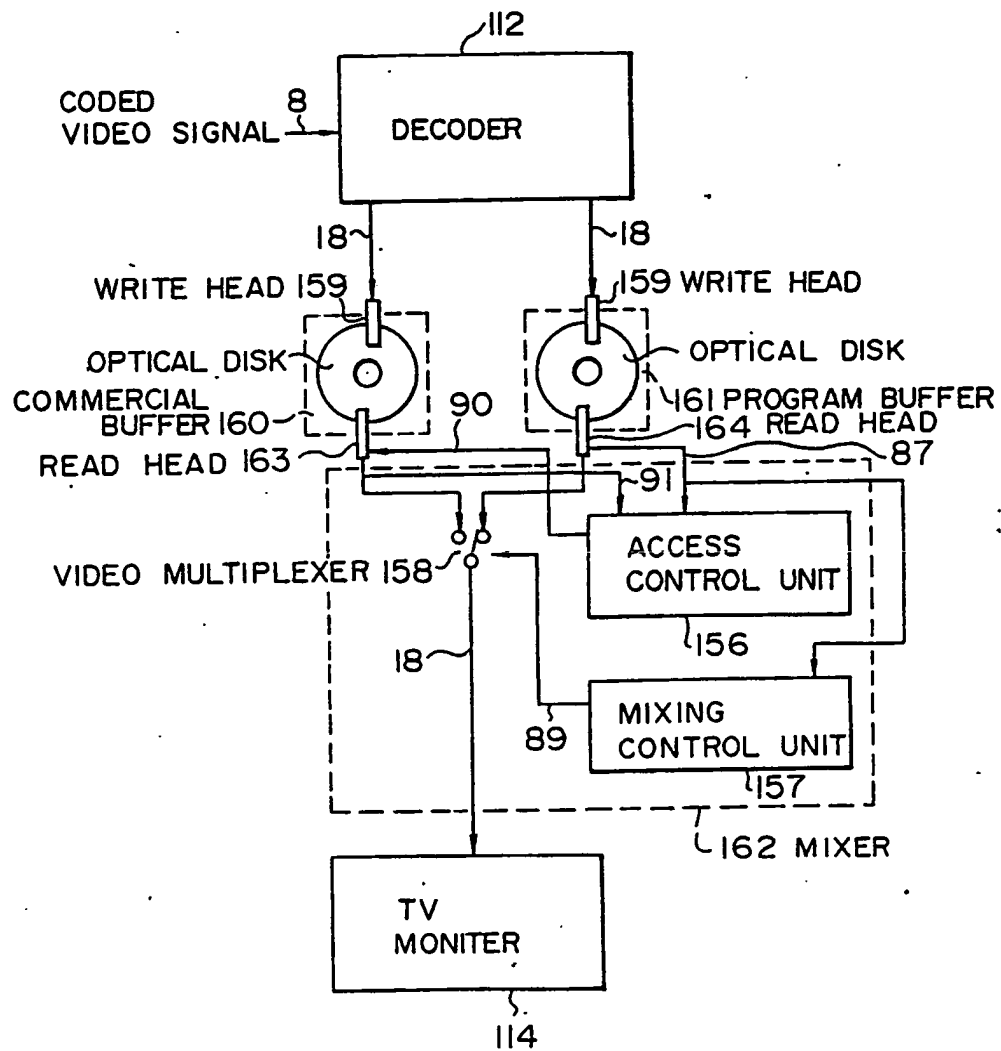 112
CODED
VIDEO SIGNAL
8
DECODER
18
18
WRITE HEAD 159
159 WRITE HEAD
OPTICAL DISK
OPTICAL DISK
COMMERCIAL
BUFFER 160
161 PROGRAM BUFFER
90
164 READ HEAD
READ HEAD 163
87
91
ACCESS
CONTROL UNIT
VIDEO MULTIPLEXER 158
156
18
MIXING
CONTROL UNIT
89
157
162 MIXER
TV
MONITER
114